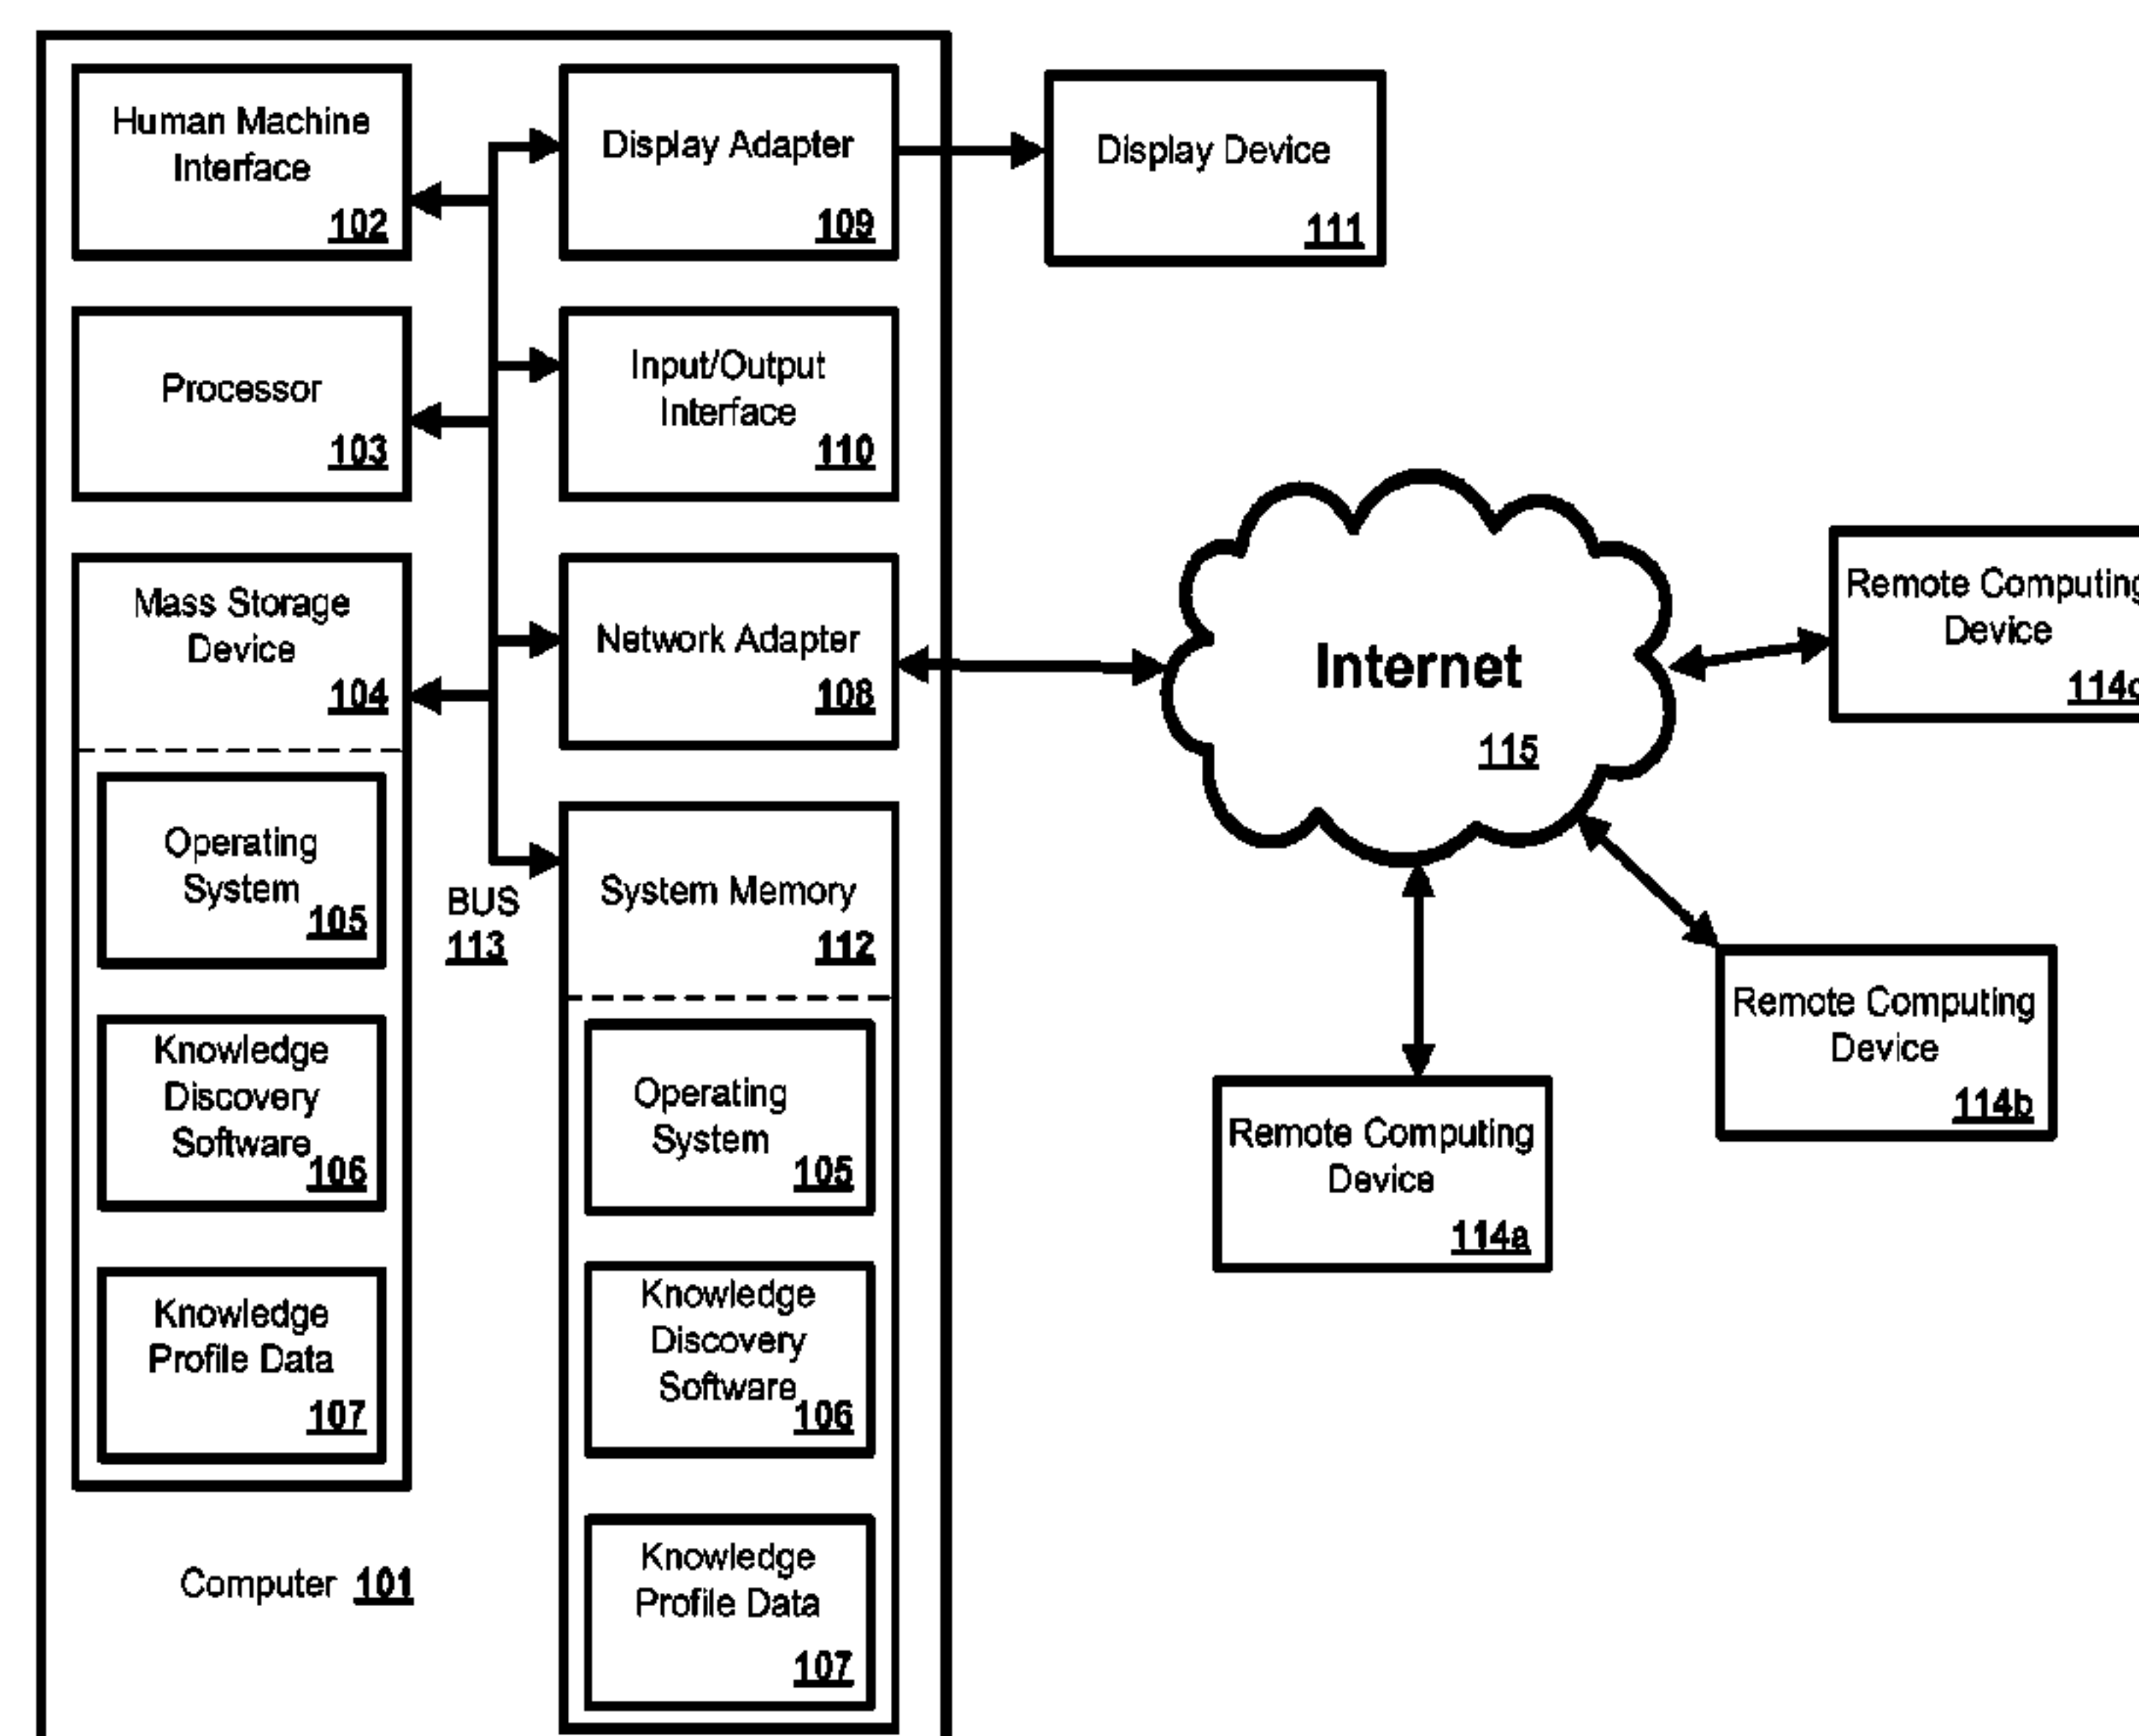 Human Machine
Interface
102
Display Adapter
109
Display Device
111
Processor
103
Input/Output
Interface
110
Mass Storage
Device
104
Network Adapter
108
Internet
115
Remote Computing
Device
Operating
System
105
BUS
113
System Memory
112
Remote Computing
Device
114b
Knowledge
Discovery
Software
106
Operating
System
105
Remote Computing
Device
114a
Knowledge
Profile Data
107
Knowledge
Discovery
Software
106
Computer 101
Knowledge
Profile Data
107